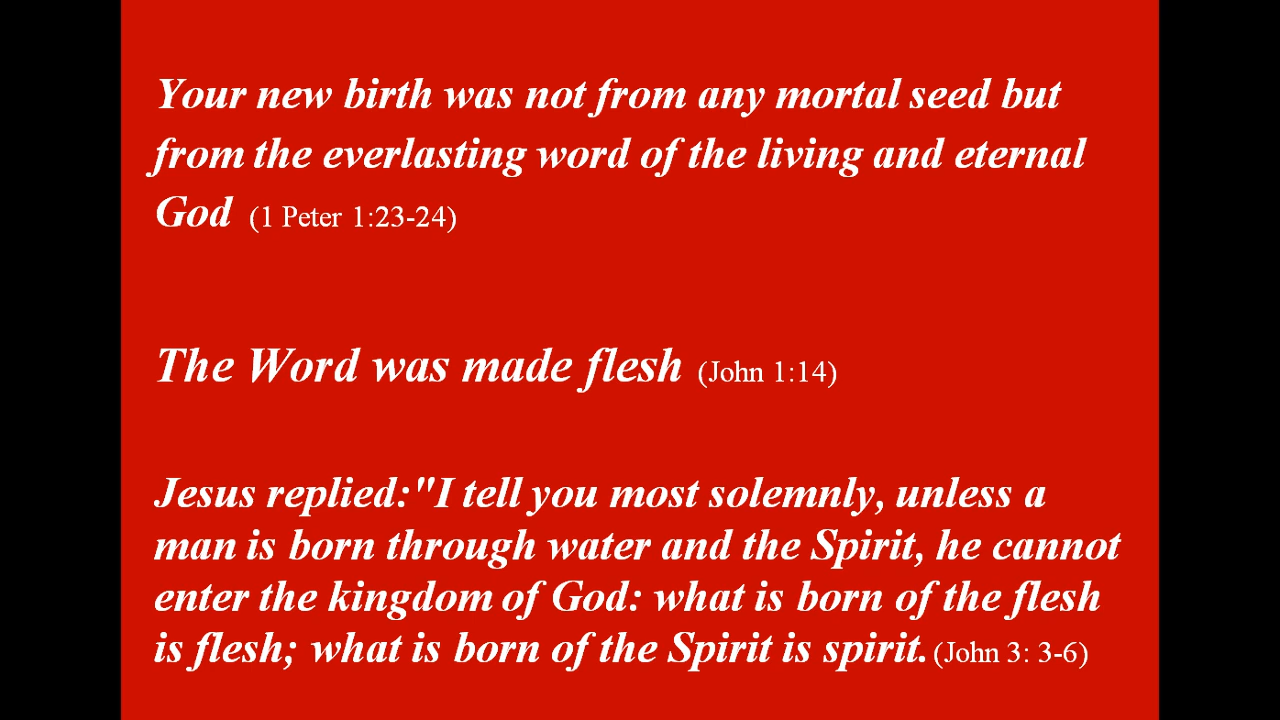 Your new birth was not from any mortal seed but
from the everlasting word of the living and eternal
God (1 Peter 1:23-24)
The Word was made flesh (John 1:14)
Jesus replied:"I tell you most solemnly, unless a
man is born through water and the Spirit, he cannot
enter the kingdom of God: what is born of the flesh
is flesh; what is born of the Spirit is spirit. (John 3: 3-6)